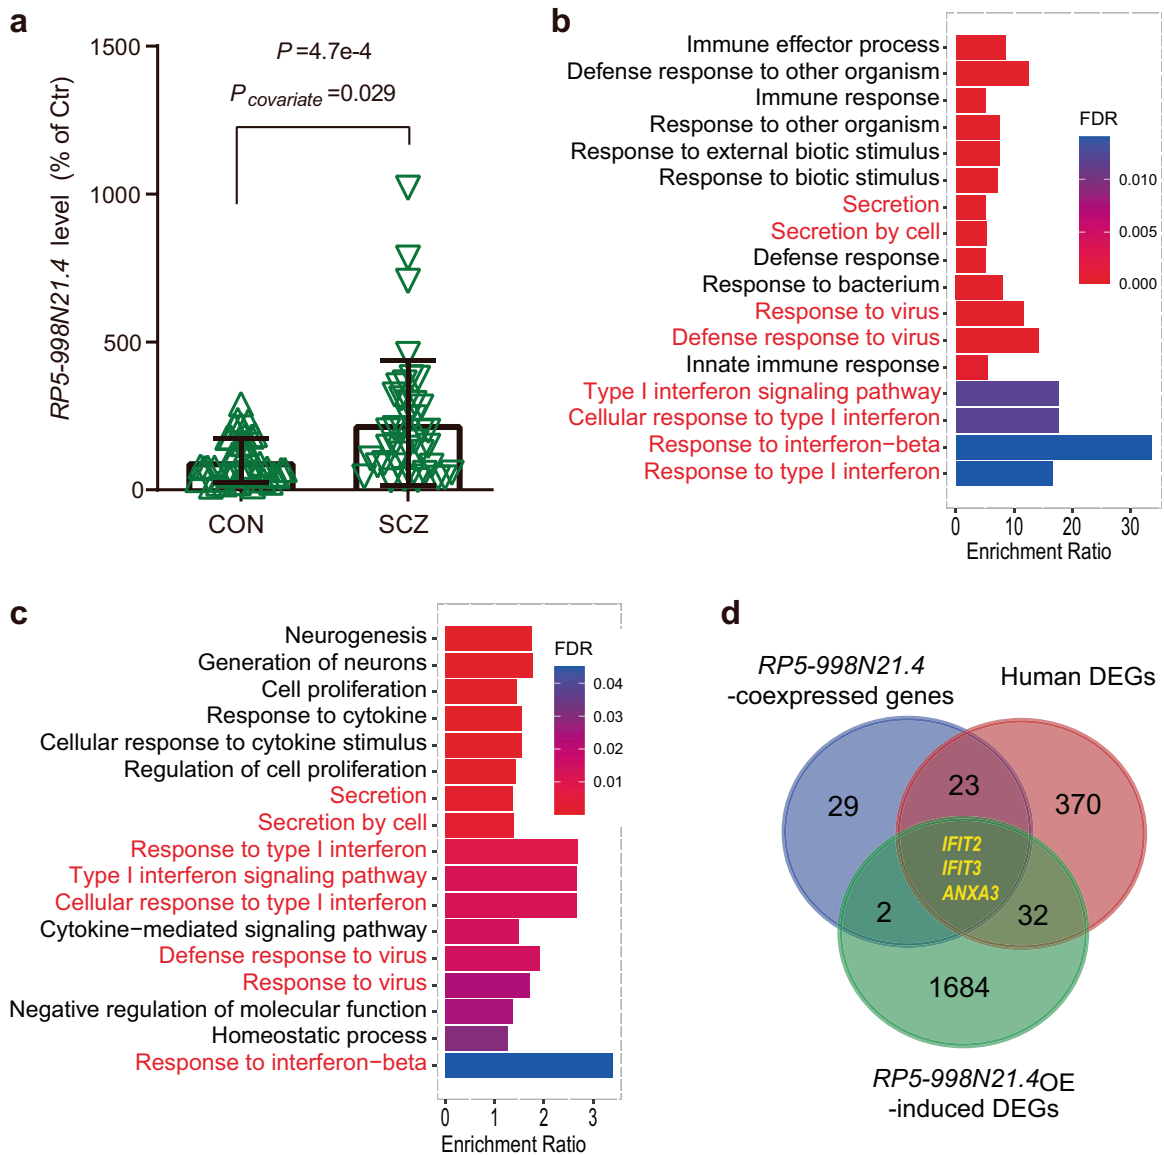 a
1500
1000
500
0
RP5-998N21.4 level (% of Ctr)
P=4.7e-4
Pcovariate=0.029
CON
SCZ
b
Immune effector process
Defense response to other organism
Immune response
Response to other organism
Response to external biotic stimulus
Response to biotic stimulus
Secretion
Secretion by cell
Defense response
Response to bacterium
Response to virus
Defense response to virus
Innate immune response
Type I interferon signaling pathway
Cellular response to type I interferon
Response to interferon−beta
Response to type I interferon
0 10 20 30
Enrichment Ratio
FDR
0.010
0.005
0.000
c
Neurogenesis
Generation of neurons
Cell proliferation
Response to cytokine
Cellular response to cytokine stimulus
Regulation of cell proliferation
Secretion
Secretion by cell
Response to type I interferon
Type I interferon signaling pathway
Cellular response to type I interferon
Cytokine−mediated signaling pathway
Defense response to virus
Response to virus
Negative regulation of molecular function
Homeostatic process
Response to interferon−beta
0 1 2 3
Enrichment Ratio
FDR
0.04
0.03
0.02
0.01
d
RP5-998N21.4
-coexpressed genes
Human DEGs
29
23
370
IFIT2
IFIT3
ANXA3
2
32
1684
RP5-998N21.4OE
-induced DEGs